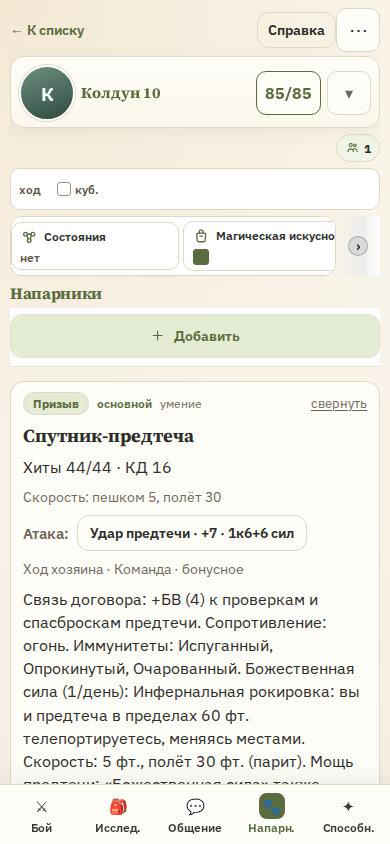 ← К списку
Справка
...
К
Колдун 10
85/85
▼
1
ход
куб.
Состояния
нет
Магическая искусно
›
Напарники
+ Добавить
Призыв основной умение свернуть
Спутник-предтеча
Хиты 44/44 · КД 16
Скорость: пешком 5, полёт 30
Атака: Удар предтечи · +7 · 1к6+6 сил
Ход хозяина · Команда · бонусное
Связь договора: +БВ (4) к проверкам и
спасброскам предтечи. Сопротивление:
огонь. Иммунитеты: Испуганный,
Опрокинутый, Очарованный. Божественная
сила (1/день): Инфернальная рокировка: вы
и предтеча в пределах 60 фт.
телепортируетесь, меняясь местами.
Скорость: 5 фт., полёт 30 фт. (парит). Мощь
предтечи: «Божественная сила» также
Бой
Исслед.
Общение
Напарн.
Способн.